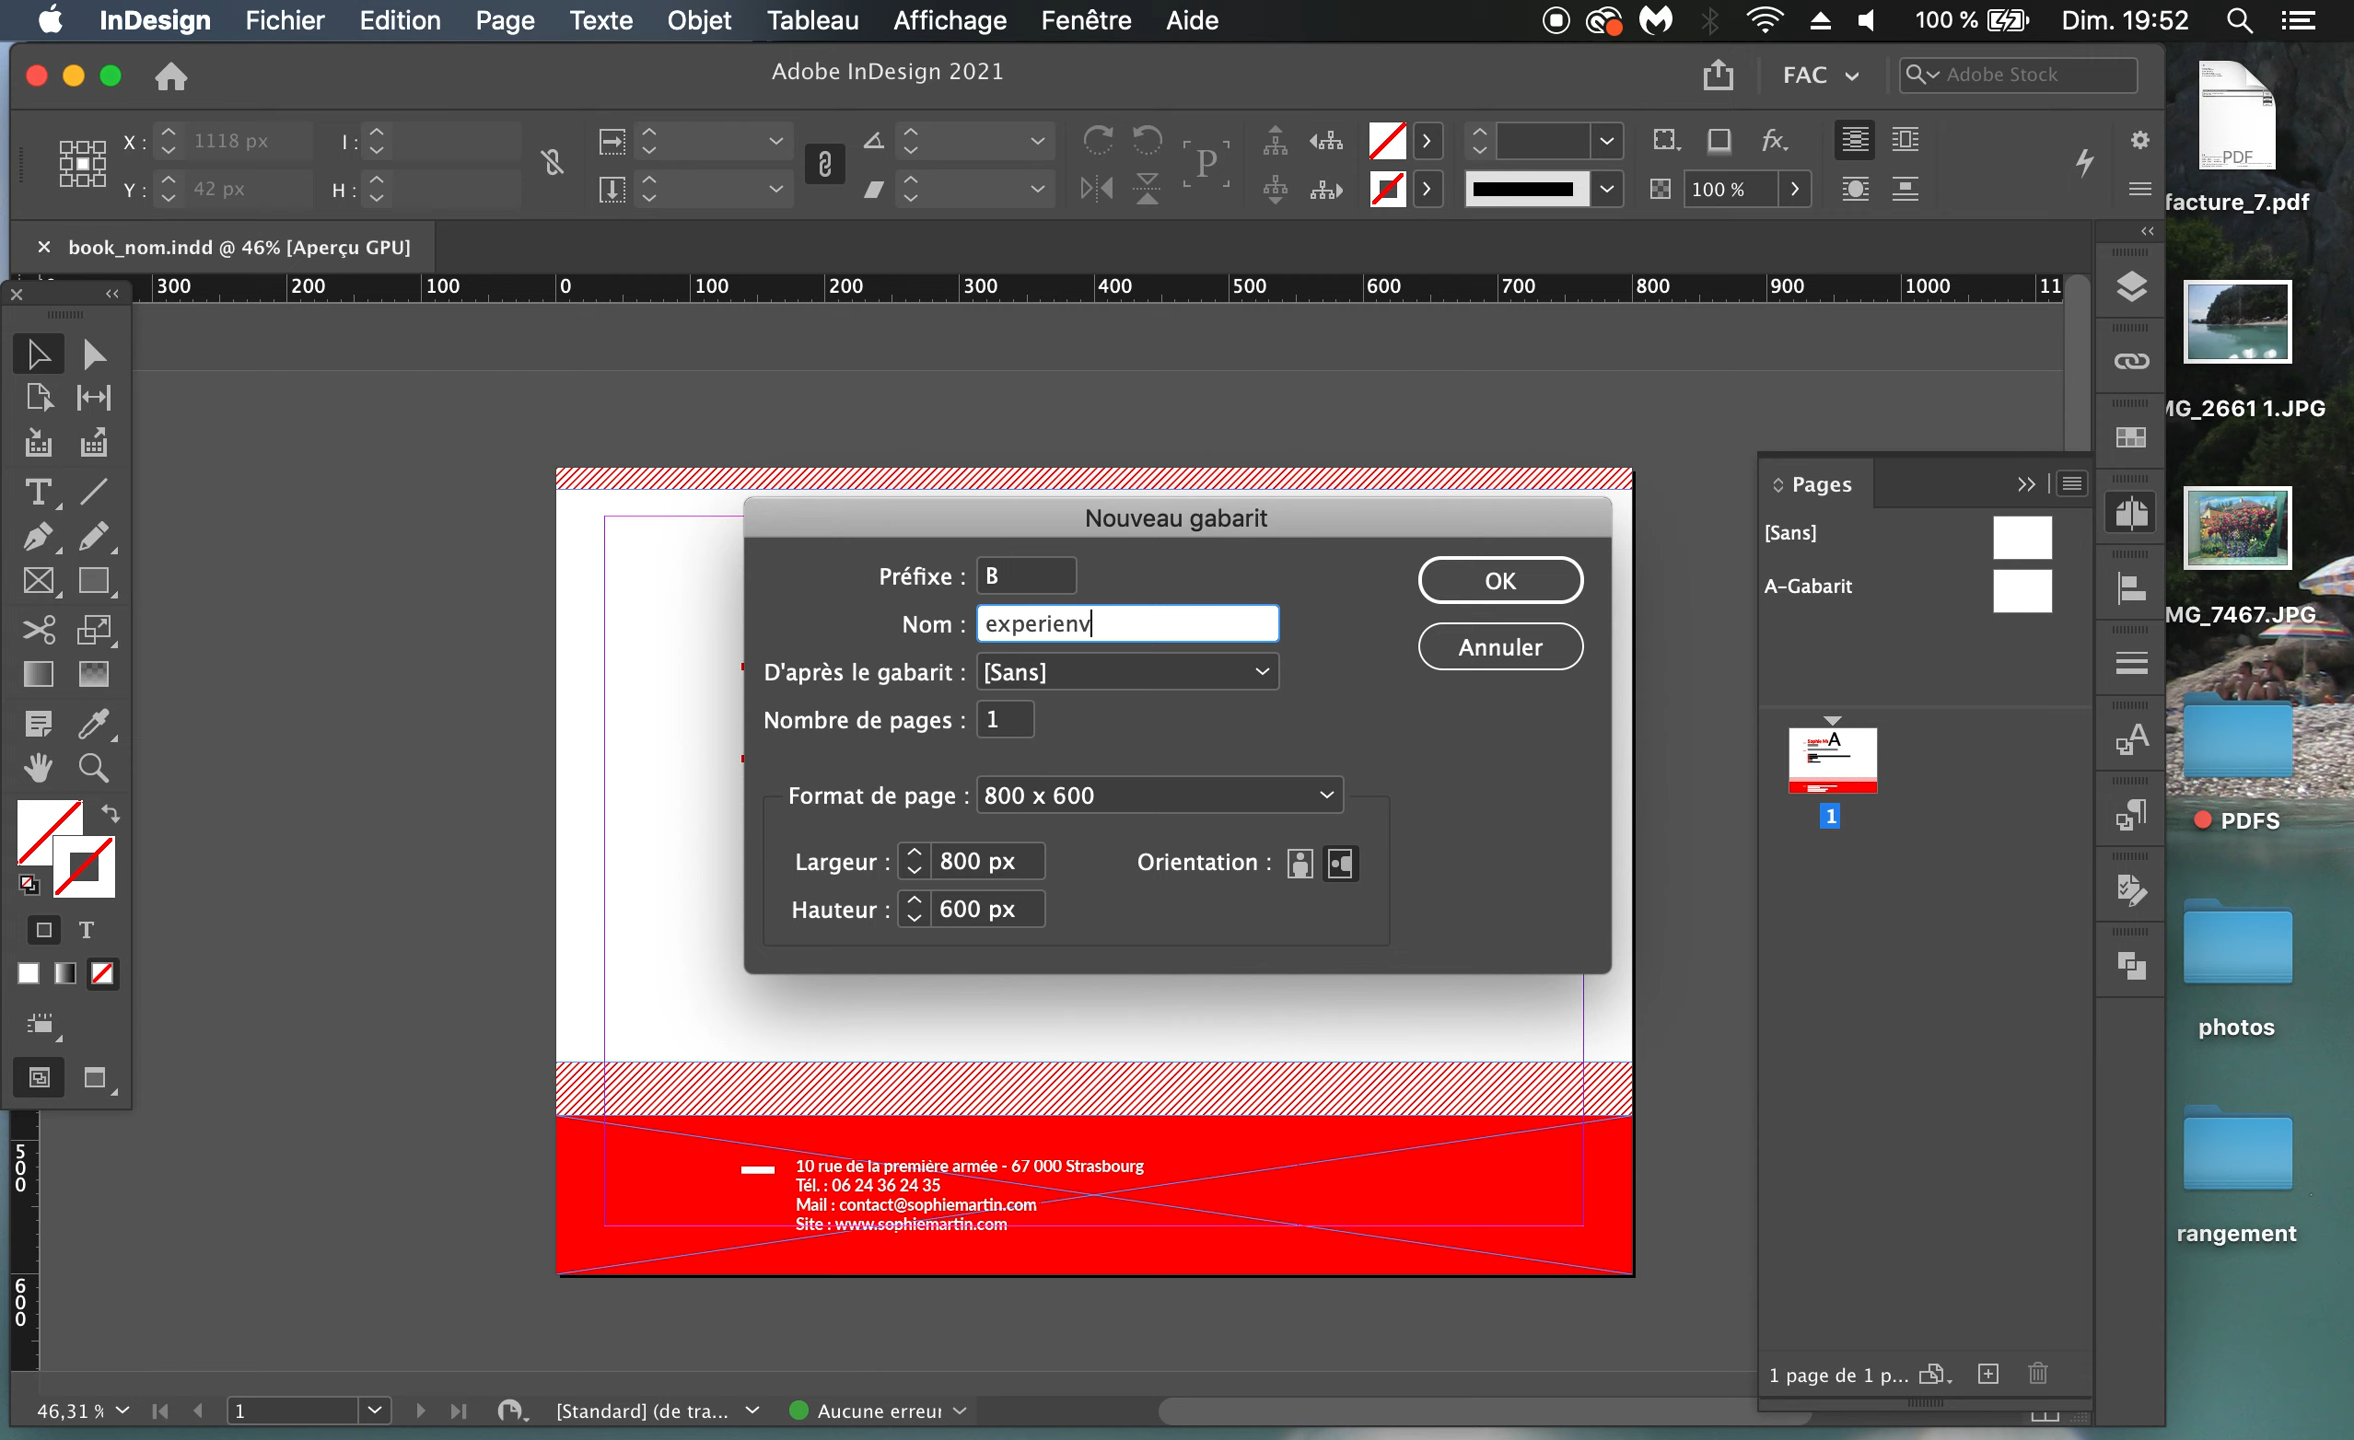 InDesign Fichier Edition Page Texte Objet Tableau Affichage Fenêtre Aide 100 % Dim. 19:52
Adobe InDesign 2021 FAC Adobe Stock
X : 1118 px I :
Y : 42 px H : 100 %
P
fx
book_nom.indd @ 46% [Aperçu GPU]
300 200 100 0 100 200 300 400 500 600 700 800 900 1000 11
Nouveau gabarit
Préfixe : B
Nom : experienv
D'après le gabarit : [Sans]
Nombre de pages : 1
Format de page : 800 x 600
Largeur : 800 px Orientation :
Hauteur : 600 px
OK
Annuler
Pages
[Sans]
A-Gabarit
A
1
1 page de 1 p...
10 rue de la première armée - 67 000 Strasbourg
Tél. : 06 24 36 24 35
Mail : contact@sophiemartin.com
Site : www.sophiemartin.com
500
600
46,31 % 1 [Standard] (de tra... Aucune erreur
PDF
facture_7.pdf
MG_2661 1.JPG
MG_7467.JPG
PDFS
photos
rangement